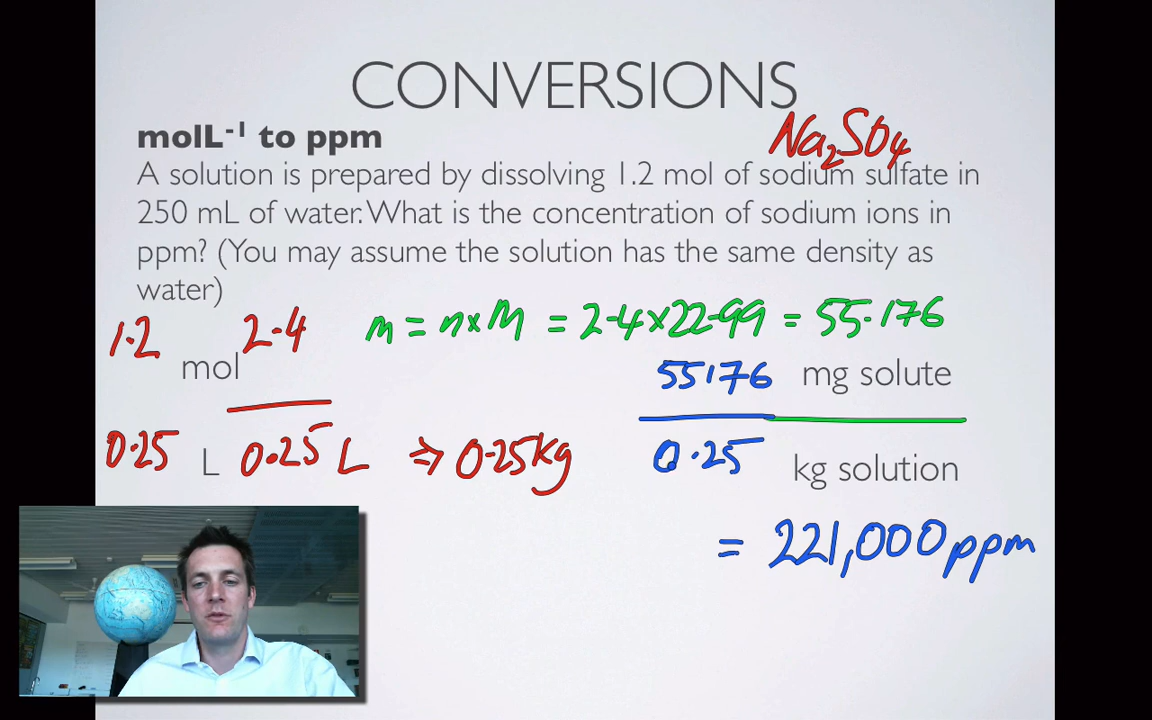 CONVERSIONS
molL⁻¹ to ppm
Na₂SO₄
A solution is prepared by dissolving 1.2 mol of sodium sulfate in
250 mL of water. What is the concentration of sodium ions in
ppm? (You may assume the solution has the same density as
water)
1.2 mol 2.4
m = n×M = 2.4×22.99 = 55.176
55176 mg solute
0.25 L 0.25 L ⇒ 0.25kg
0.25 kg solution
= 221,000ppm